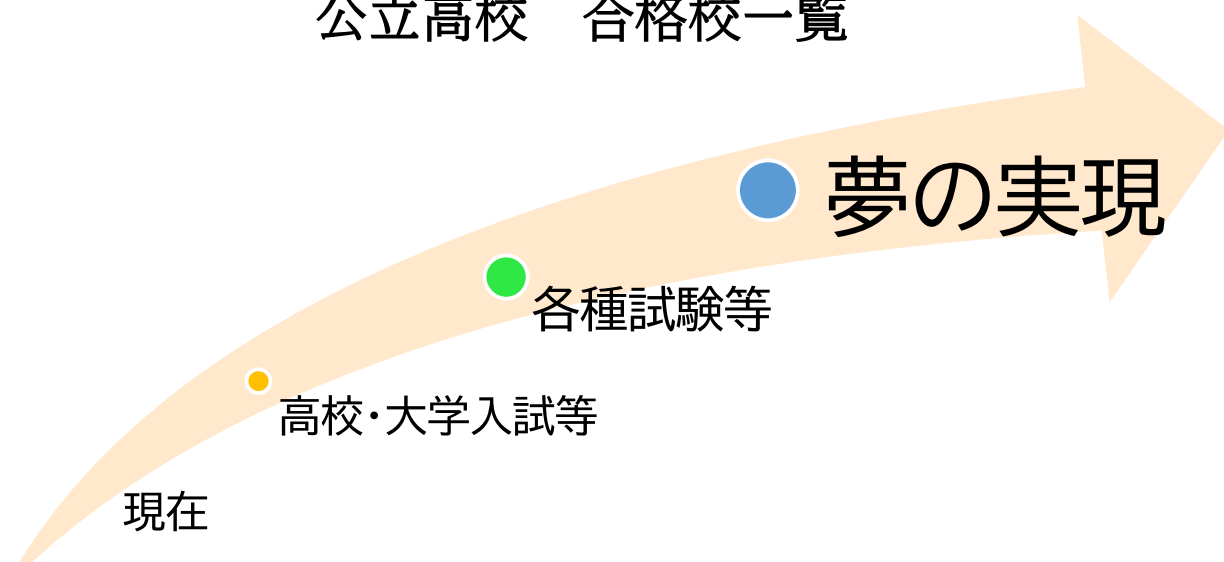 公立高校　合格校一覧
夢の実現
各種試験等
高校・大学入試等
現在